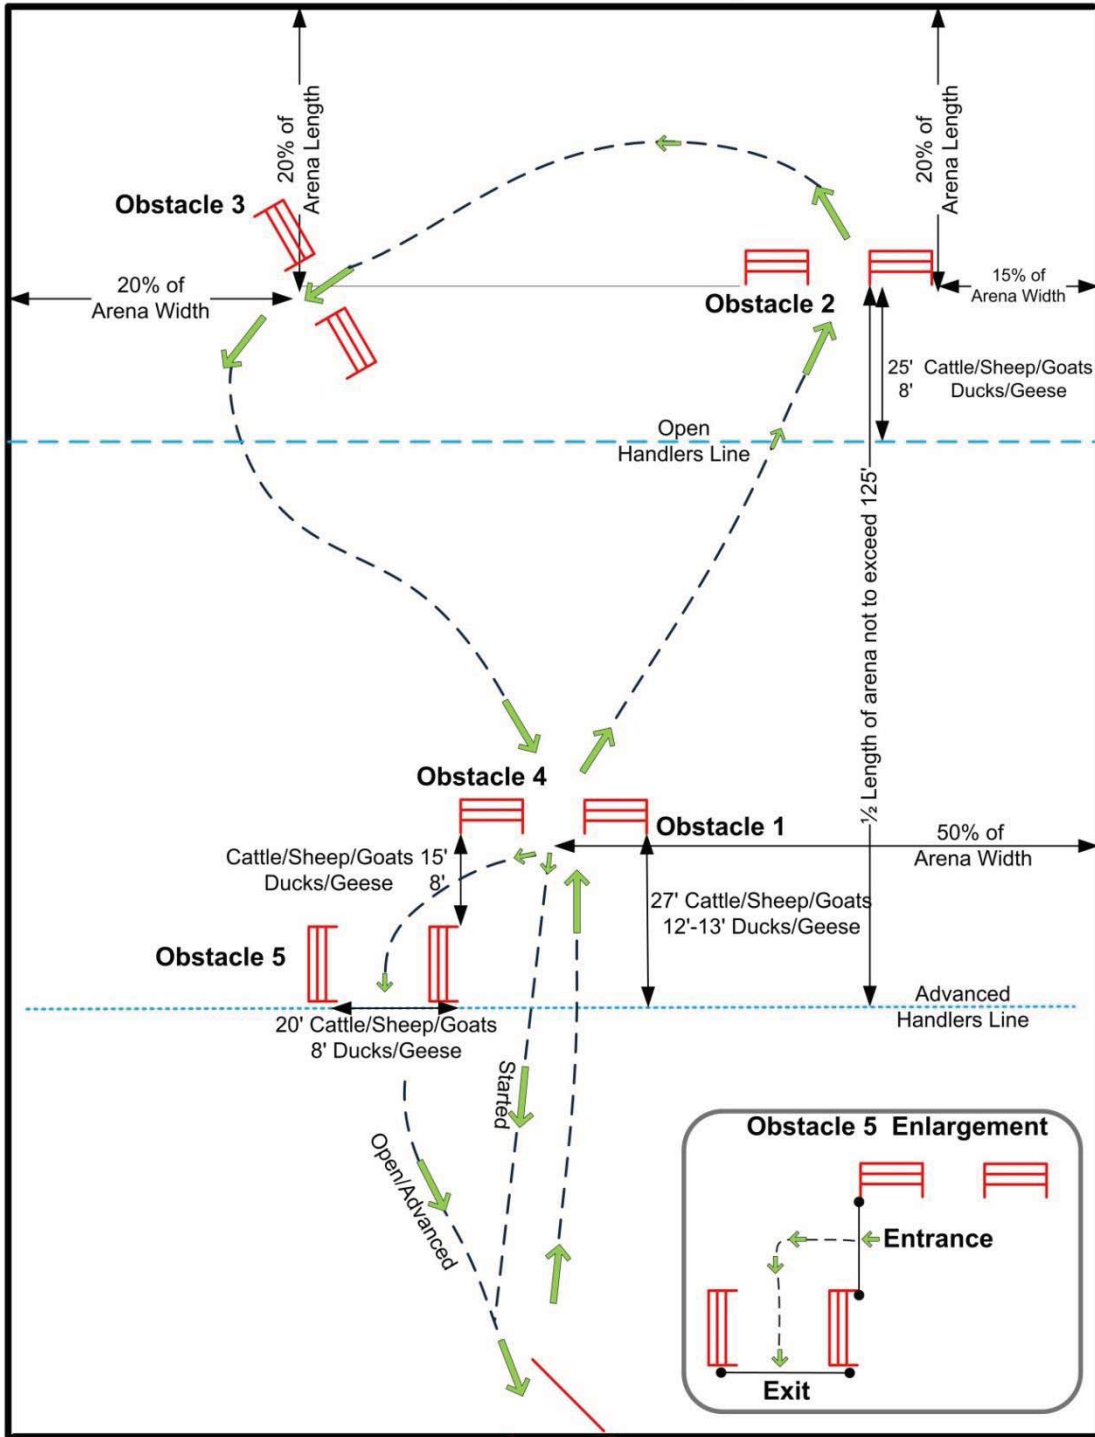 20% of
Arena Length
20% of
Arena Length
Obstacle 3
20% of
Arena Width
Obstacle 2
15% of
Arena Width
25' Cattle/Sheep/Goats
8' Ducks/Geese
Open
Handlers Line
½ Length of arena not to exceed 125'
Obstacle 4
Obstacle 1
50% of
Arena Width
Cattle/Sheep/Goats 15'
Ducks/Geese 8'
27' Cattle/Sheep/Goats
12'-13' Ducks/Geese
Obstacle 5
Advanced
Handlers Line
20' Cattle/Sheep/Goats
8' Ducks/Geese
Started
Open/Advanced
Obstacle 5 Enlargement
Entrance
Exit